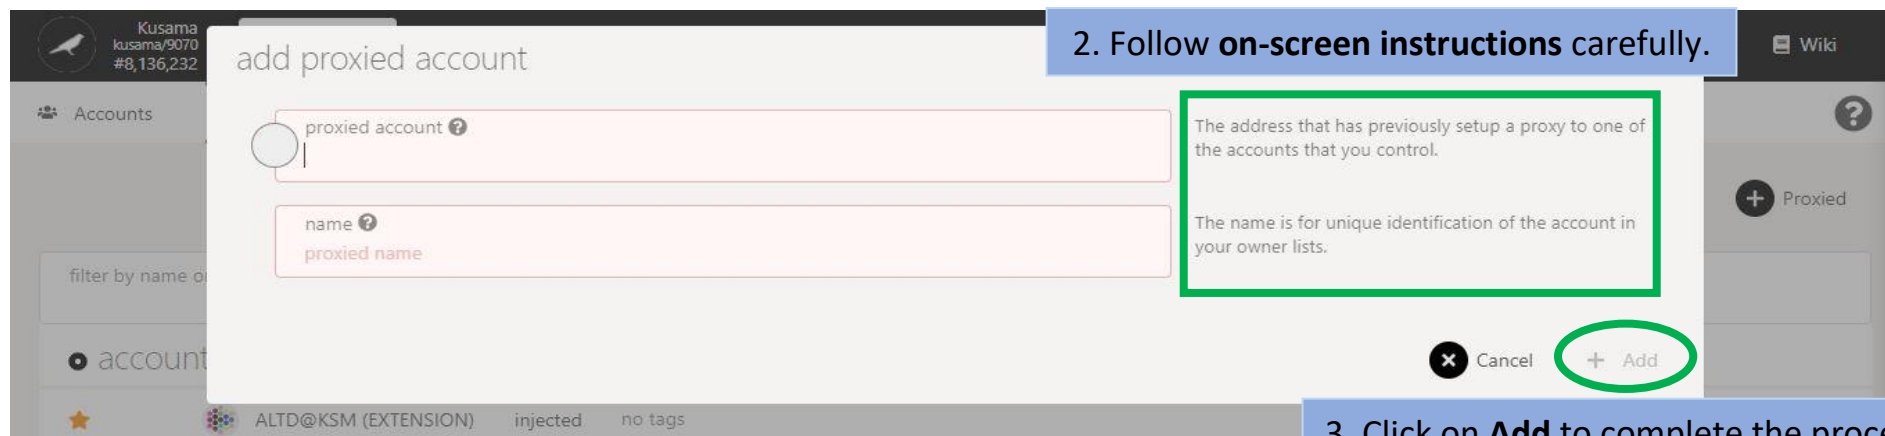 Kusama
kusama/9070
#8,136,232
add proxied account
2. Follow on-screen instructions carefully.
Wiki
Accounts
proxied account
The address that has previously setup a proxy to one of
the accounts that you control.
Proxied
name
proxied name
The name is for unique identification of the account in
your owner lists.
filter by name
account
Cancel
+ Add
ALTD@KSM (EXTENSION) injected no tags
3. Click on Add to complete the